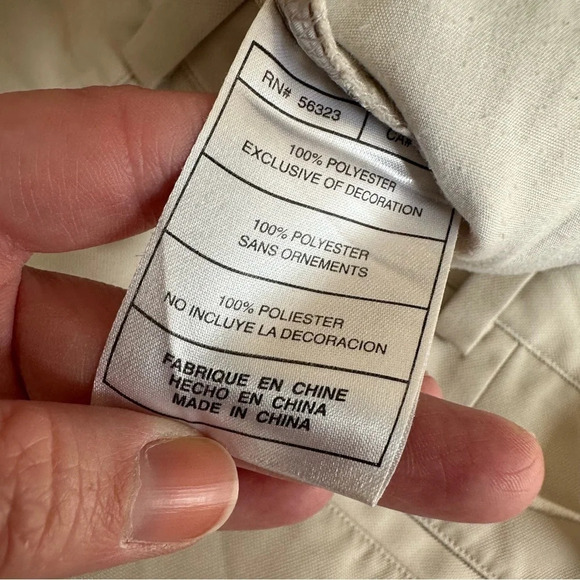 RN# 56323
CA#
100% POLYESTER
EXCLUSIVE OF DECORATION
100% POLYESTER
SANS ORNEMENTS
100% POLIESTER
NO INCLUYE LA DECORACION
FABRIQUE EN CHINE
HECHO EN CHINA
MADE IN CHINA